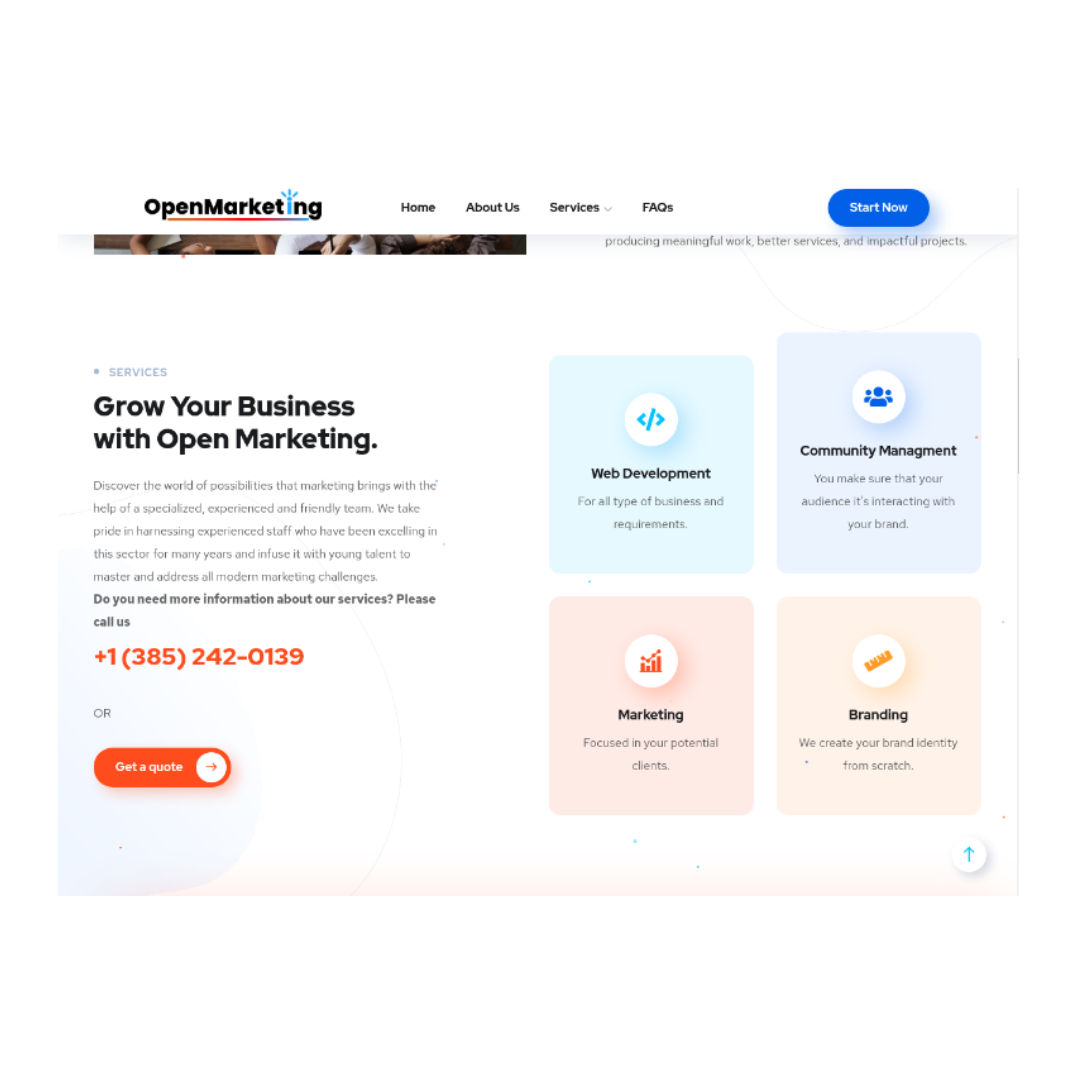 OpenMarketing
Home
About Us
Services
FAQs
Start Now
producing meaningful work, better services, and impactful projects.
SERVICES
Grow Your Business
with Open Marketing.
Discover the world of possibilities that marketing brings with the
help of a specialized, experienced and friendly team. We take
pride in harnessing experienced staff who have been excelling in
this sector for many years and infuse it with young talent to
master and address all modern marketing challenges.
Do you need more information about our services? Please
call us
+1 (385) 242-0139
OR
Get a quote
Web Development
For all type of business and
requirements.
Community Managment
You make sure that your
audience it's interacting with
your brand.
Marketing
Focused in your potential
clients.
Branding
We create your brand identity
from scratch.